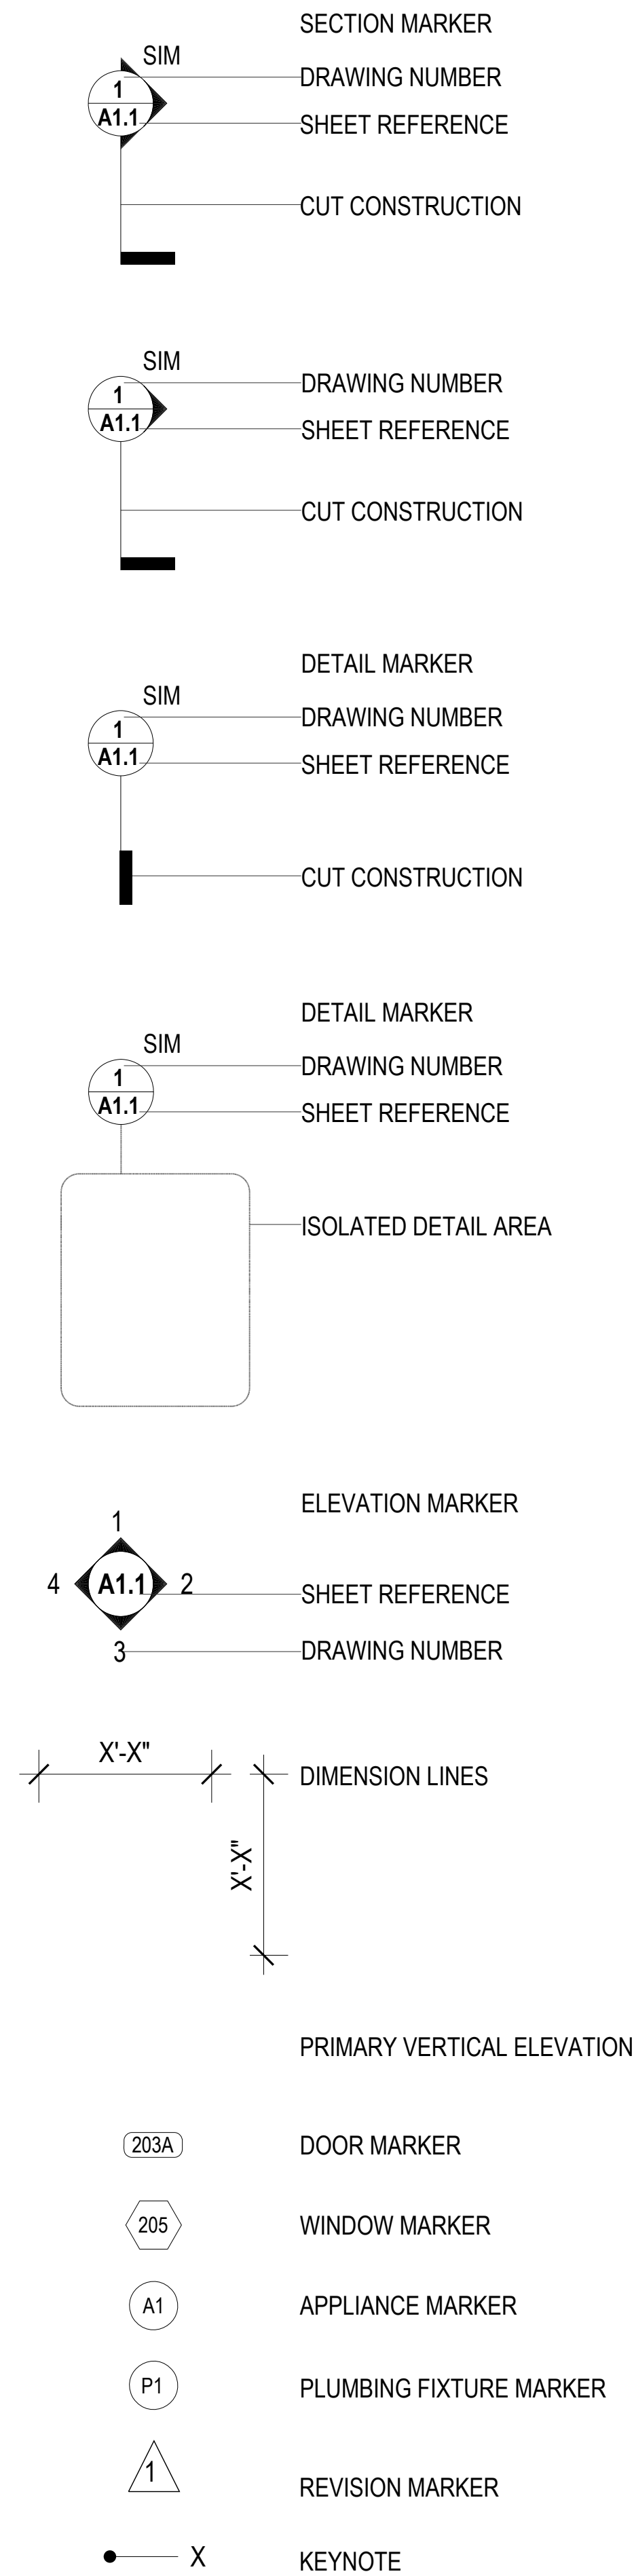 SECTION MARKER
SIM
1
DRAWING NUMBER
A1.1
SHEET REFERENCE
CUT CONSTRUCTION
SIM
1
DRAWING NUMBER
A1.1
SHEET REFERENCE
CUT CONSTRUCTION
DETAIL MARKER
SIM
1
DRAWING NUMBER
A1.1
SHEET REFERENCE
CUT CONSTRUCTION
DETAIL MARKER
SIM
1
DRAWING NUMBER
A1.1
SHEET REFERENCE
ISOLATED DETAIL AREA
ELEVATION MARKER
1
4
A1.1
2
SHEET REFERENCE
3
DRAWING NUMBER
X'-X"
DIMENSION LINES
X'-X"
PRIMARY VERTICAL ELEVATION
203A
DOOR MARKER
205
WINDOW MARKER
A1
APPLIANCE MARKER
P1
PLUMBING FIXTURE MARKER
1
REVISION MARKER
X
KEYNOTE